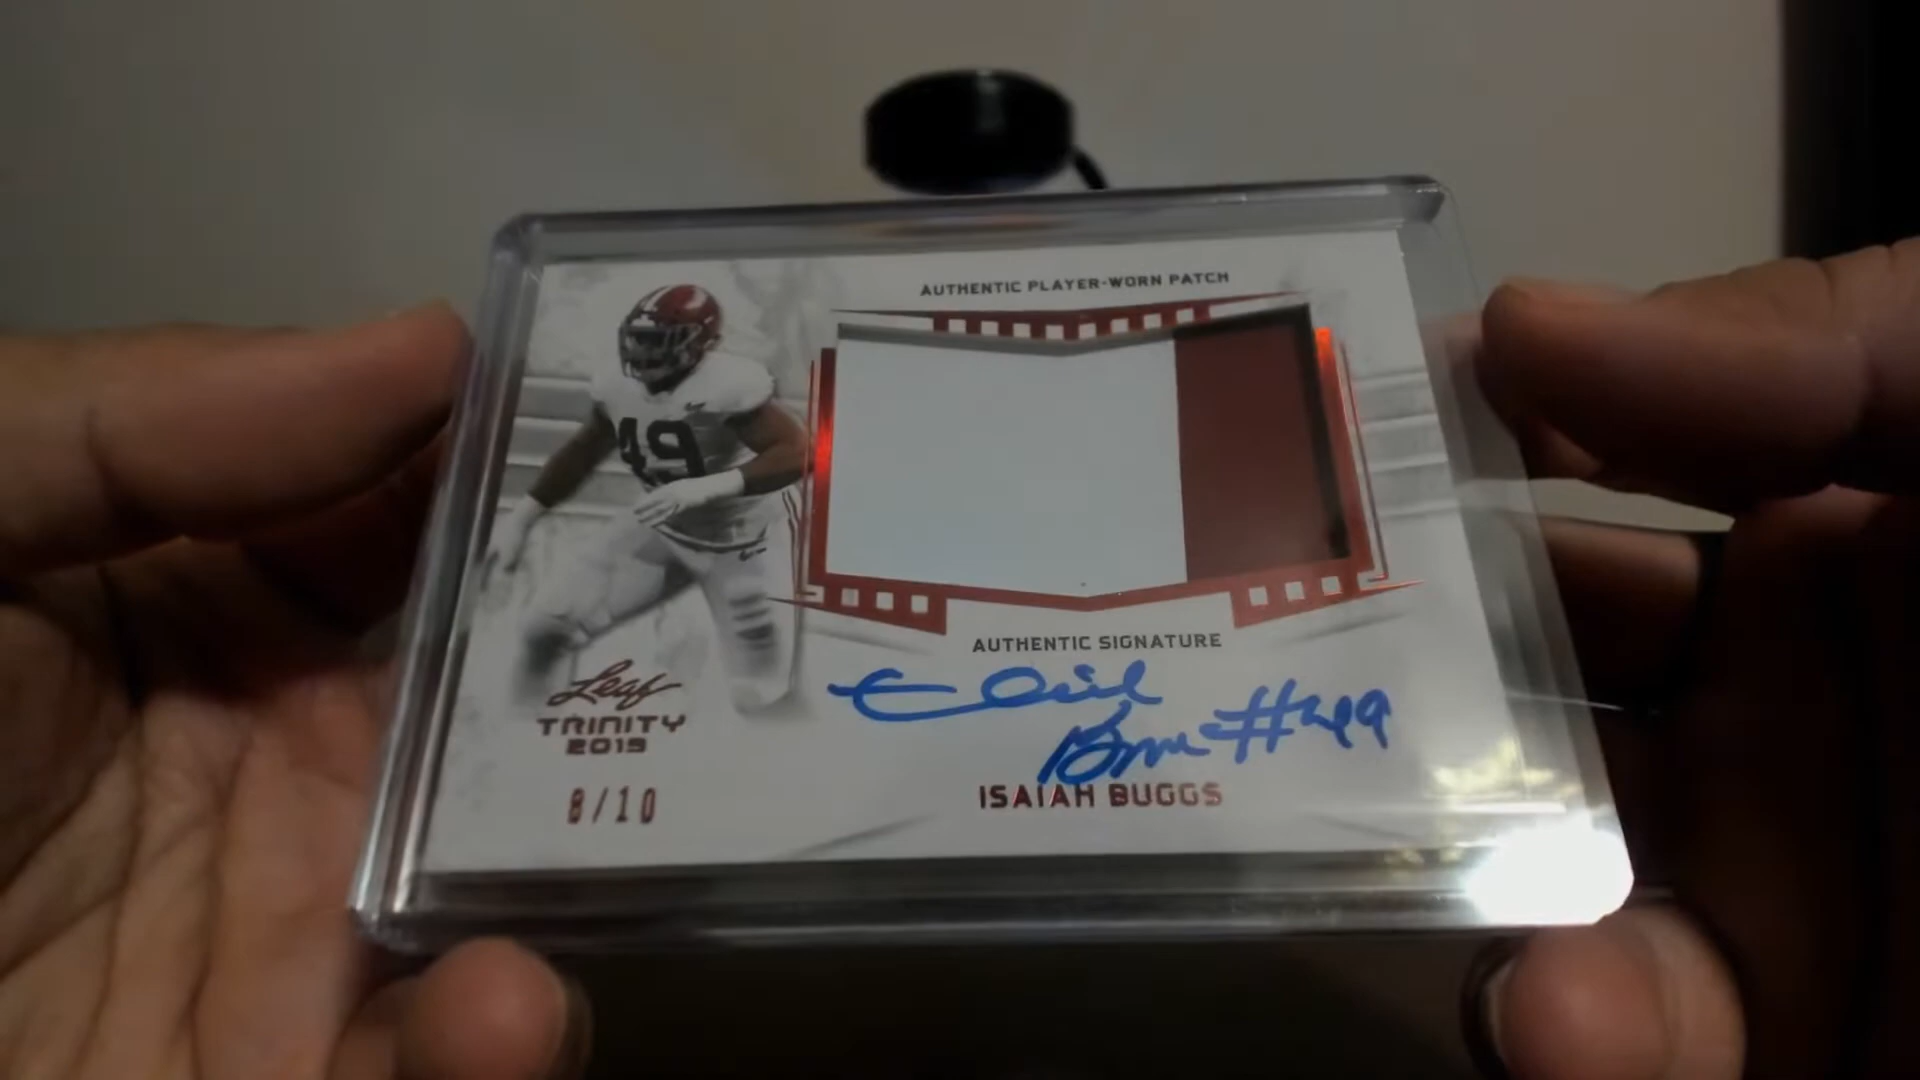 AUTHENTIC PLAYER-WORN PATCH
49
AUTHENTIC SIGNATURE
Leaf
TRINITY
2019
#49
8/10
ISAIAH BUGGS